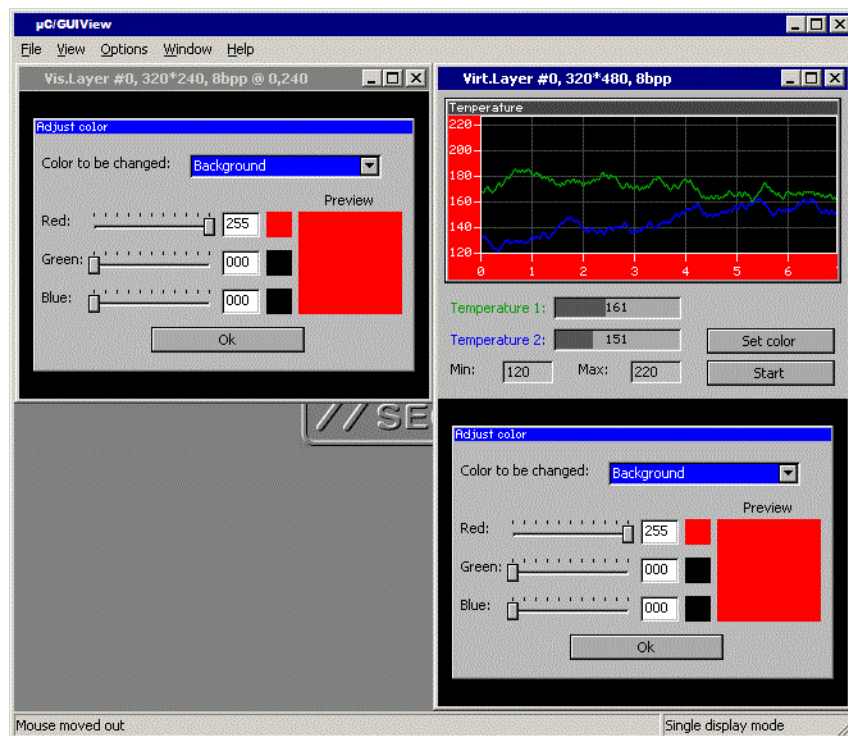 µC/GUIView
File View Options Window Help
Vis.Layer #0, 320*240, 8bpp @ 0,240
Adjust color
Color to be changed: Background
Preview
Red: 255
Green: 000
Blue: 000
Ok
// SE
Virt.Layer #0, 320*480, 8bpp
Temperature
220
200
180
160
140
120
0 1 2 3 4 5 6
Temperature 1: 161
Temperature 2: 151 Set color
Min: 120 Max: 220 Start
Adjust color
Color to be changed: Background
Preview
Red: 255
Green: 000
Blue: 000
Ok
Mouse moved out Single display mode